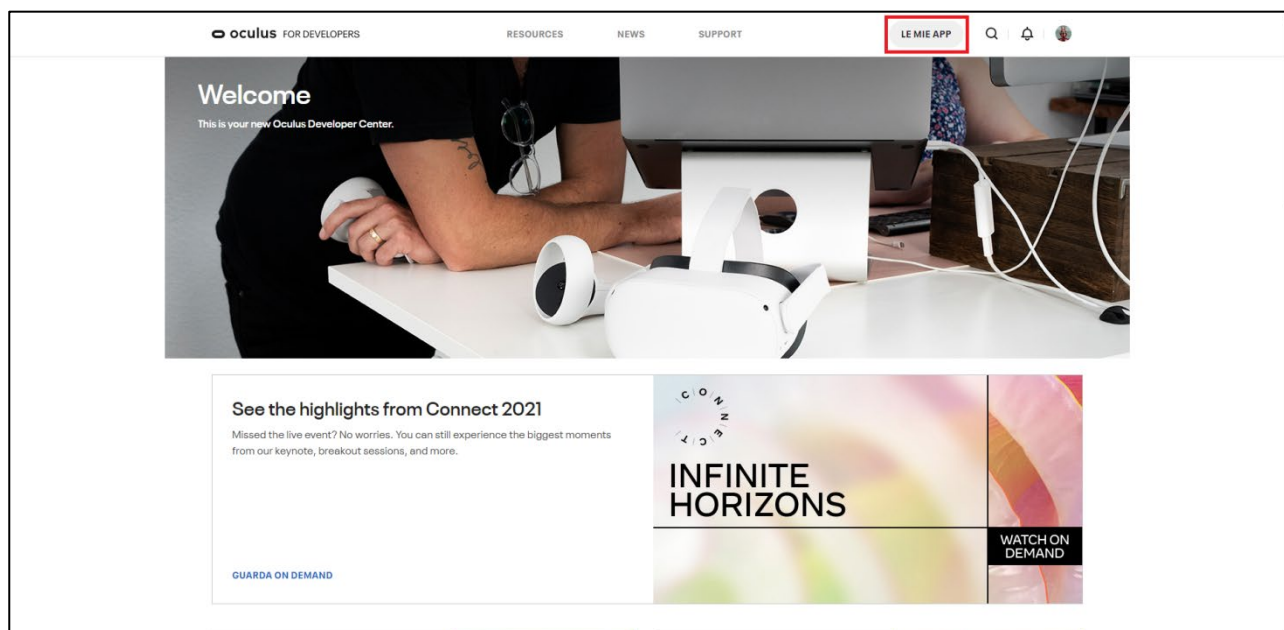 oculus FOR DEVELOPERS
RESOURCES
NEWS
SUPPORT
LE MIE APP
Welcome
This is your new Oculus Developer Center.
See the highlights from Connect 2021
Missed the live event? No worries. You can still experience the biggest moments
from our keynote, breakout sessions, and more.
GUARDA ON DEMAND
CONNECT
INFINITE
HORIZONS
WATCH ON
DEMAND